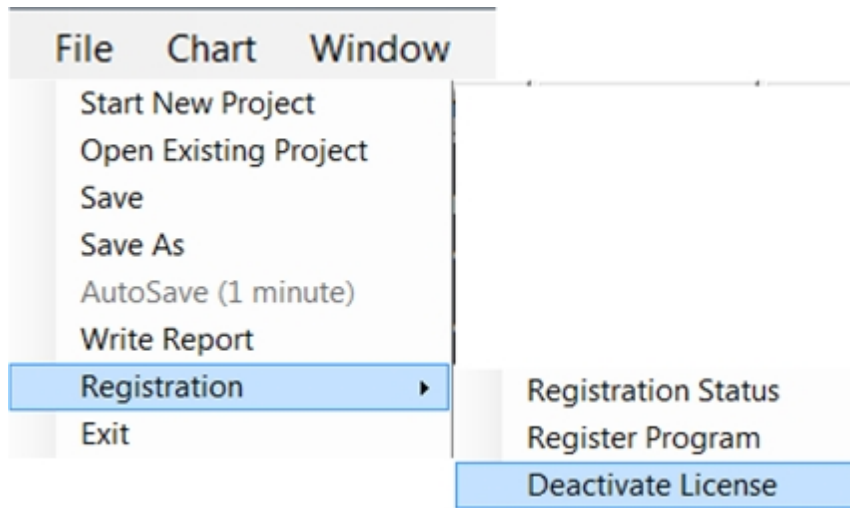 File Chart Window
Start New Project
Open Existing Project
Save
Save As
AutoSave (1 minute)
Write Report
Registration
Exit
Registration Status
Register Program
Deactivate License